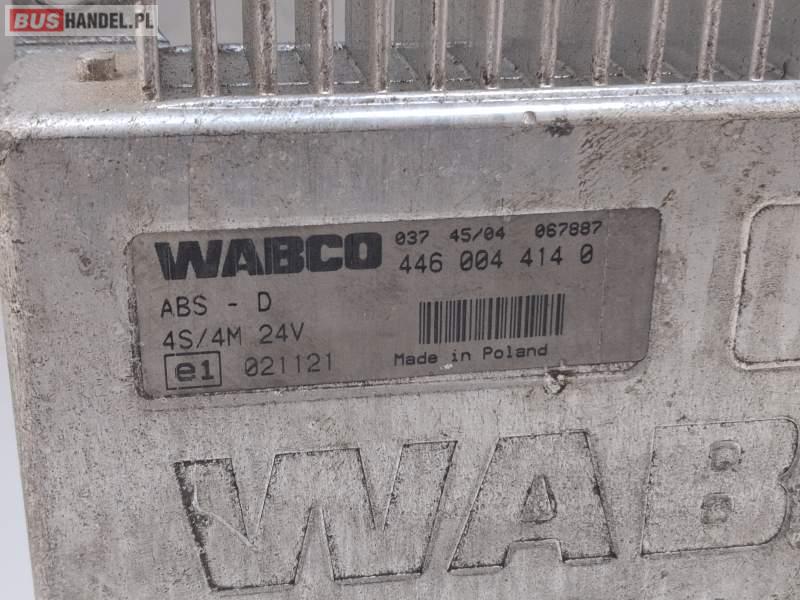 BUSHANDEL.PL
WABCO 037 45/04 067887
446 004 414 0
ABS - D
4S/4M 24V
e1 021121
Made in Poland
WAB